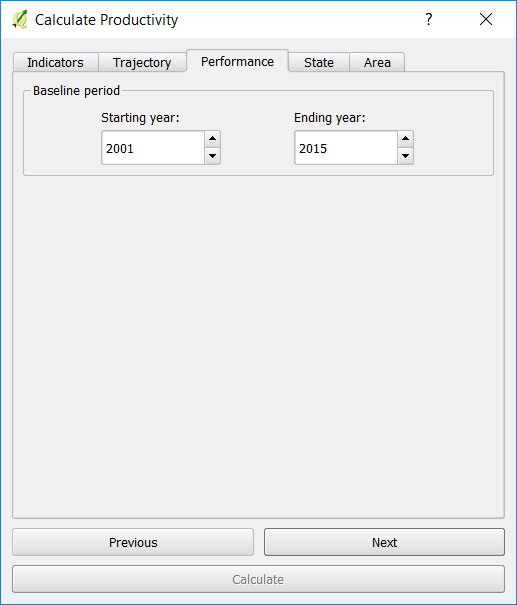 Calculate Productivity ?
Indicators Trajectory Performance State Area
Baseline period
Starting year: Ending year:
2001 2015
Previous Next
Calculate